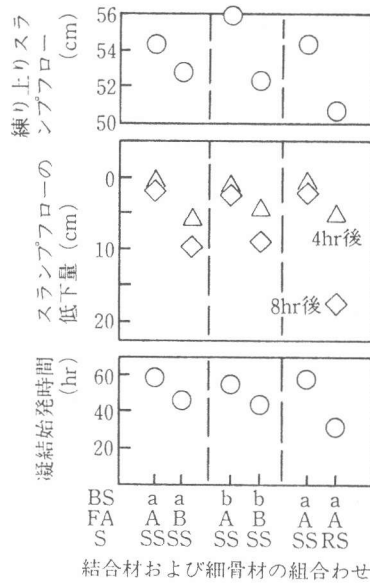 練り上りスラ
ンプフロー
(cm)
56
54
52
50
スランプフローの
低下量 (cm)
0
10
20
4hr後
8hr後
凝結始発時間
(hr)
60
40
20
BS a a b b a a
FA A B A B A A
S SS SS SS SS SS RS
結合材および細骨材の組合わせ